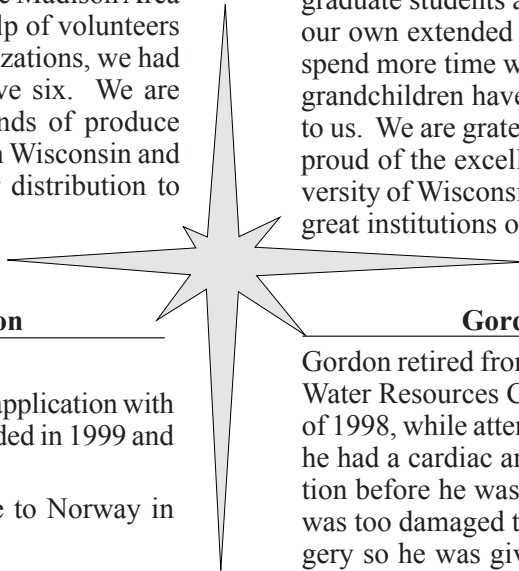 e Madison Area
lp of volunteers
zations, we had
ve six. We are
nds of produce
n Wisconsin and
distribution to
on
application with
ded in 1999 and
e to Norway in
graduate students a
our own extended
spend more time w
grandchildren have
to us. We are grate
proud of the excell
versity of Wisconsi
great institutions o
Gord
Gordon retired from
Water Resources C
of 1998, while atten
he had a cardiac ar
tion before he was
was too damaged t
gery so he was giv